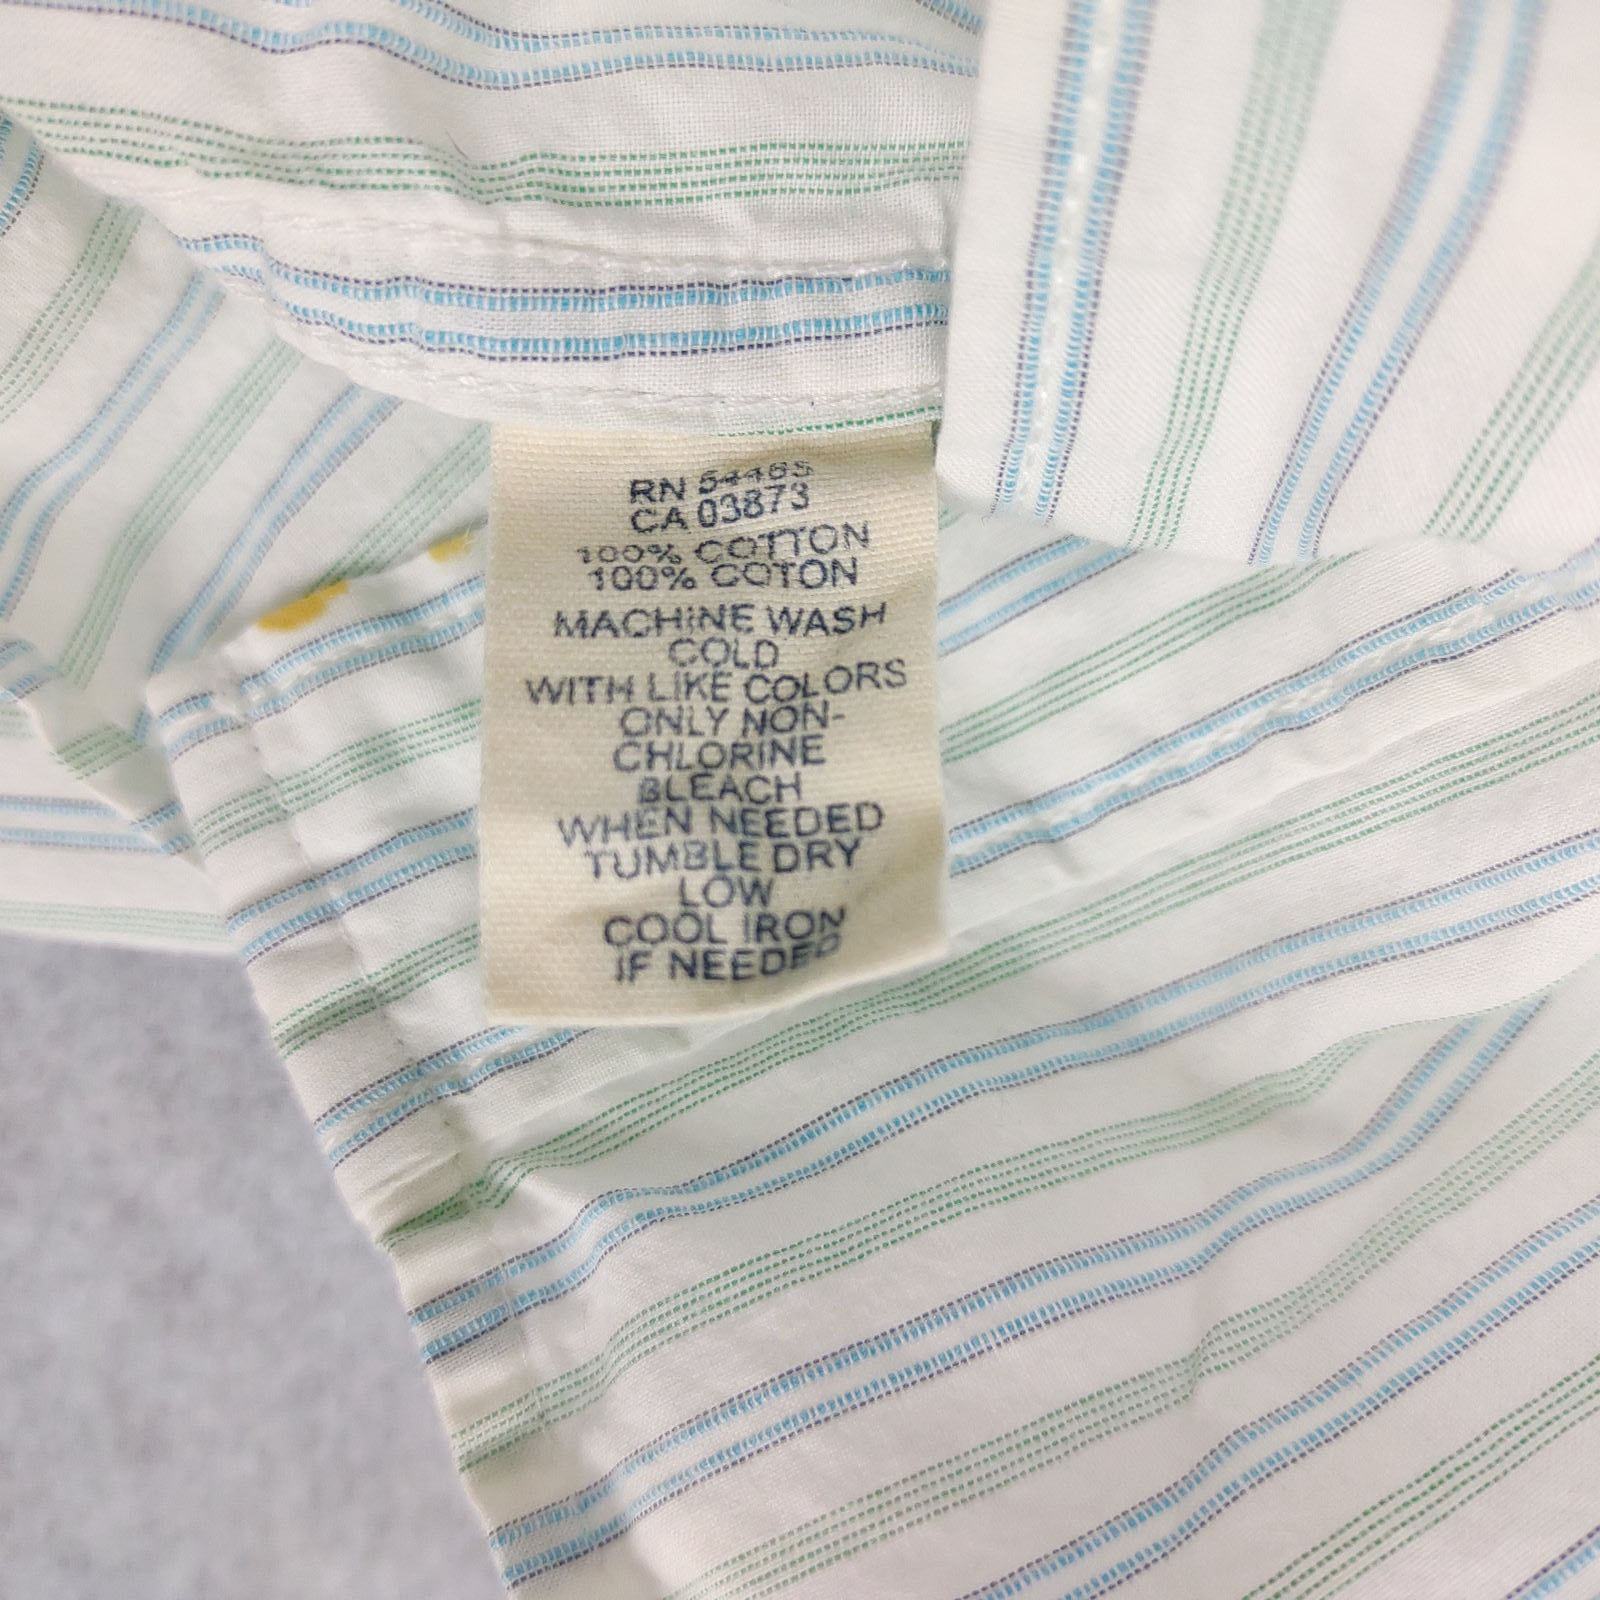 RN 54485
CA 03873
100% COTTON
100% COTON
MACHINE WASH
COLD
WITH LIKE COLORS
ONLY NON-
CHLORINE
BLEACH
WHEN NEEDED
TUMBLE DRY
LOW
COOL IRON
IF NEEDED